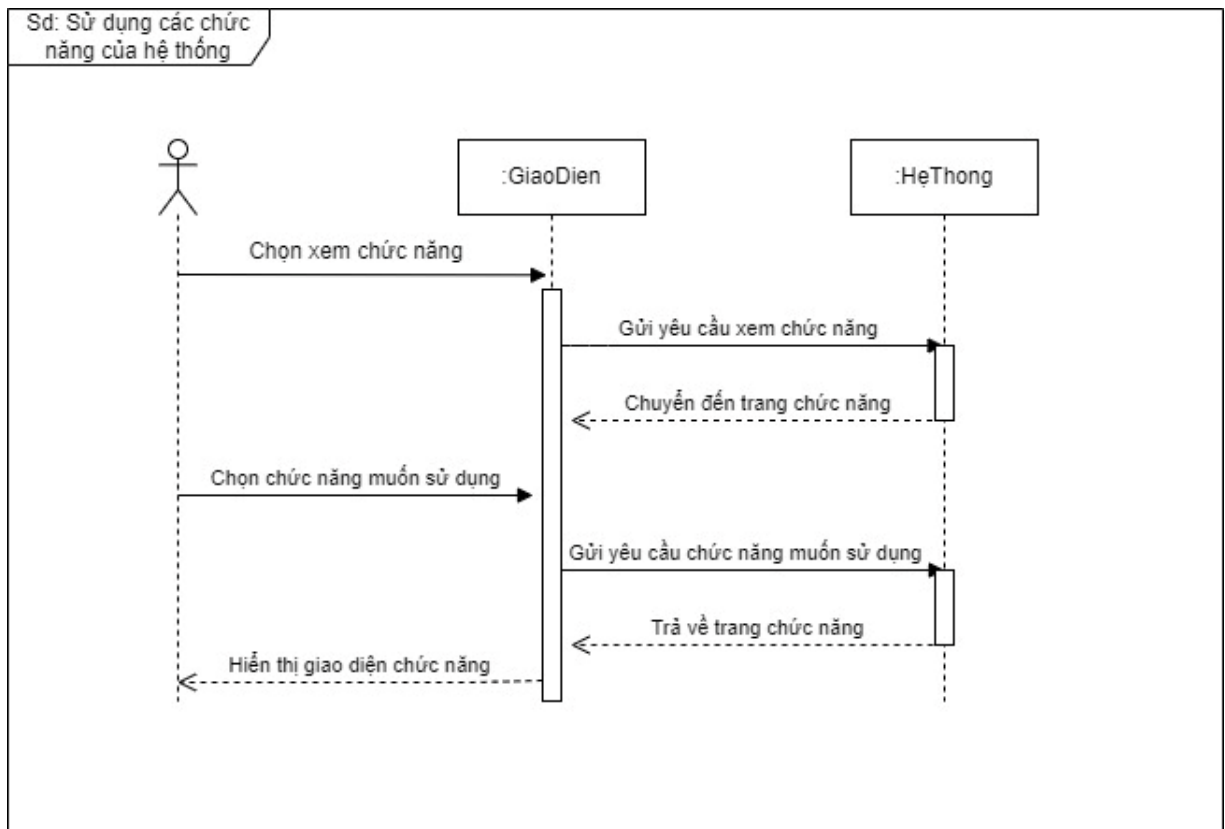 Sd: Sử dụng các chức
năng của hệ thống
:GiaoDien
:HẹThong
Chọn xem chức năng
Gửi yêu cầu xem chức năng
Chuyển đến trang chức năng
Chọn chức năng muốn sử dụng
Gửi yêu cầu chức năng muốn sử dụng
Trả về trang chức năng
Hiển thị giao diện chức năng